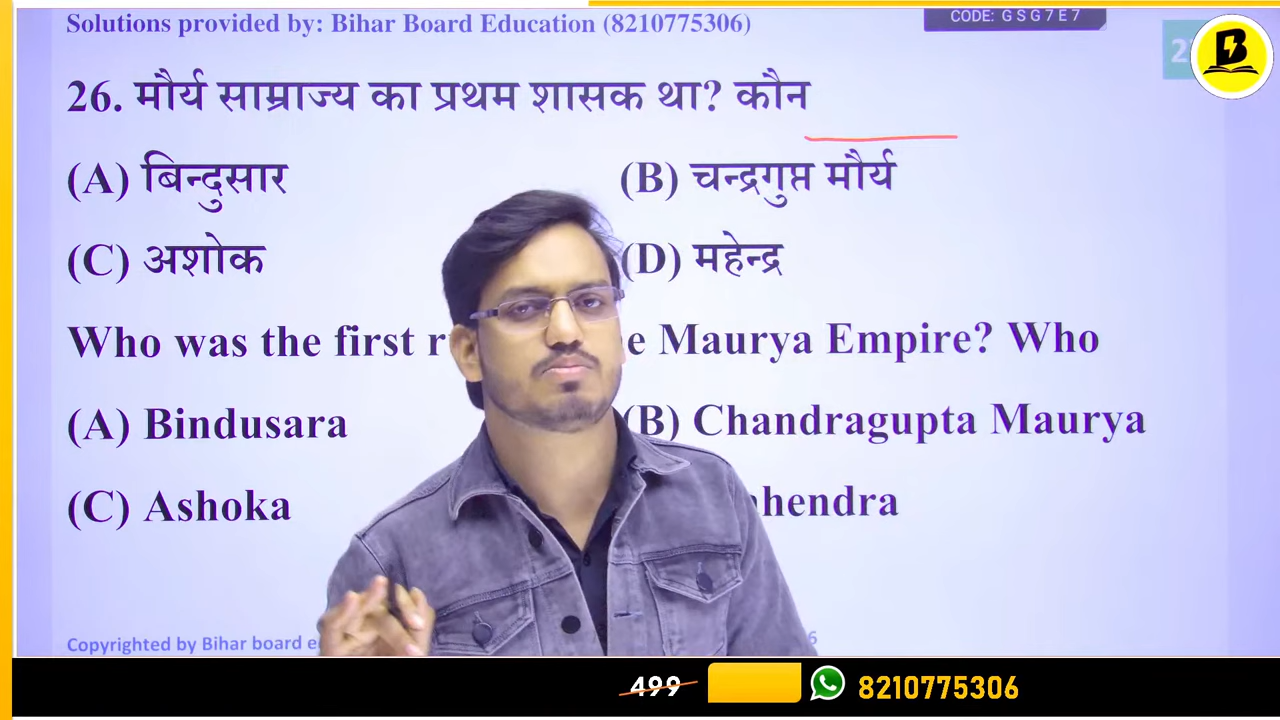 Solutions provided by: Bihar Board Education (8210775306)
CODE: G S G 7 E 7
B
26. मौर्य साम्राज्य का प्रथम शासक था? कौन
(A) बिन्दुसार (B) चन्द्रगुप्त मौर्य
(C) अशोक (D) महेन्द्र
Who was the first Maurya Empire? Who
(A) Bindusara (B) Chandragupta Maurya
(C) Ashoka
Copyrighted by Bihar board
499 8210775306